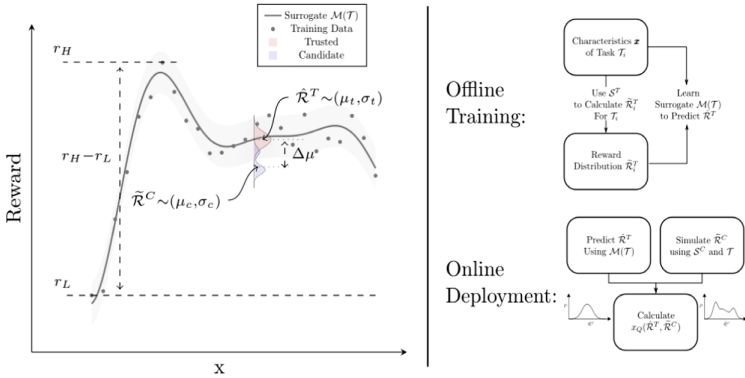 Surrogate M(T)
Training Data
Trusted
Candidate
r_H
R̂^T∼(μ_t,σ_t)
r_H−r_L
Δμ
R̃^C∼(μ_c,σ_c)
r_L
Reward
x
Offline
Training:
Characteristics x
of Task T_i
Use S^T
to Calculate R̃_i^T
For T_i
Learn
Surrogate M(T)
to Predict R̂^T
Reward
Distribution R̃_i^T
Online
Deployment:
Predict R̂^T
Using M(T)
Simulate R̃^C
using S^C and T
Calculate
x_Q(R̂^T, R̃^C)